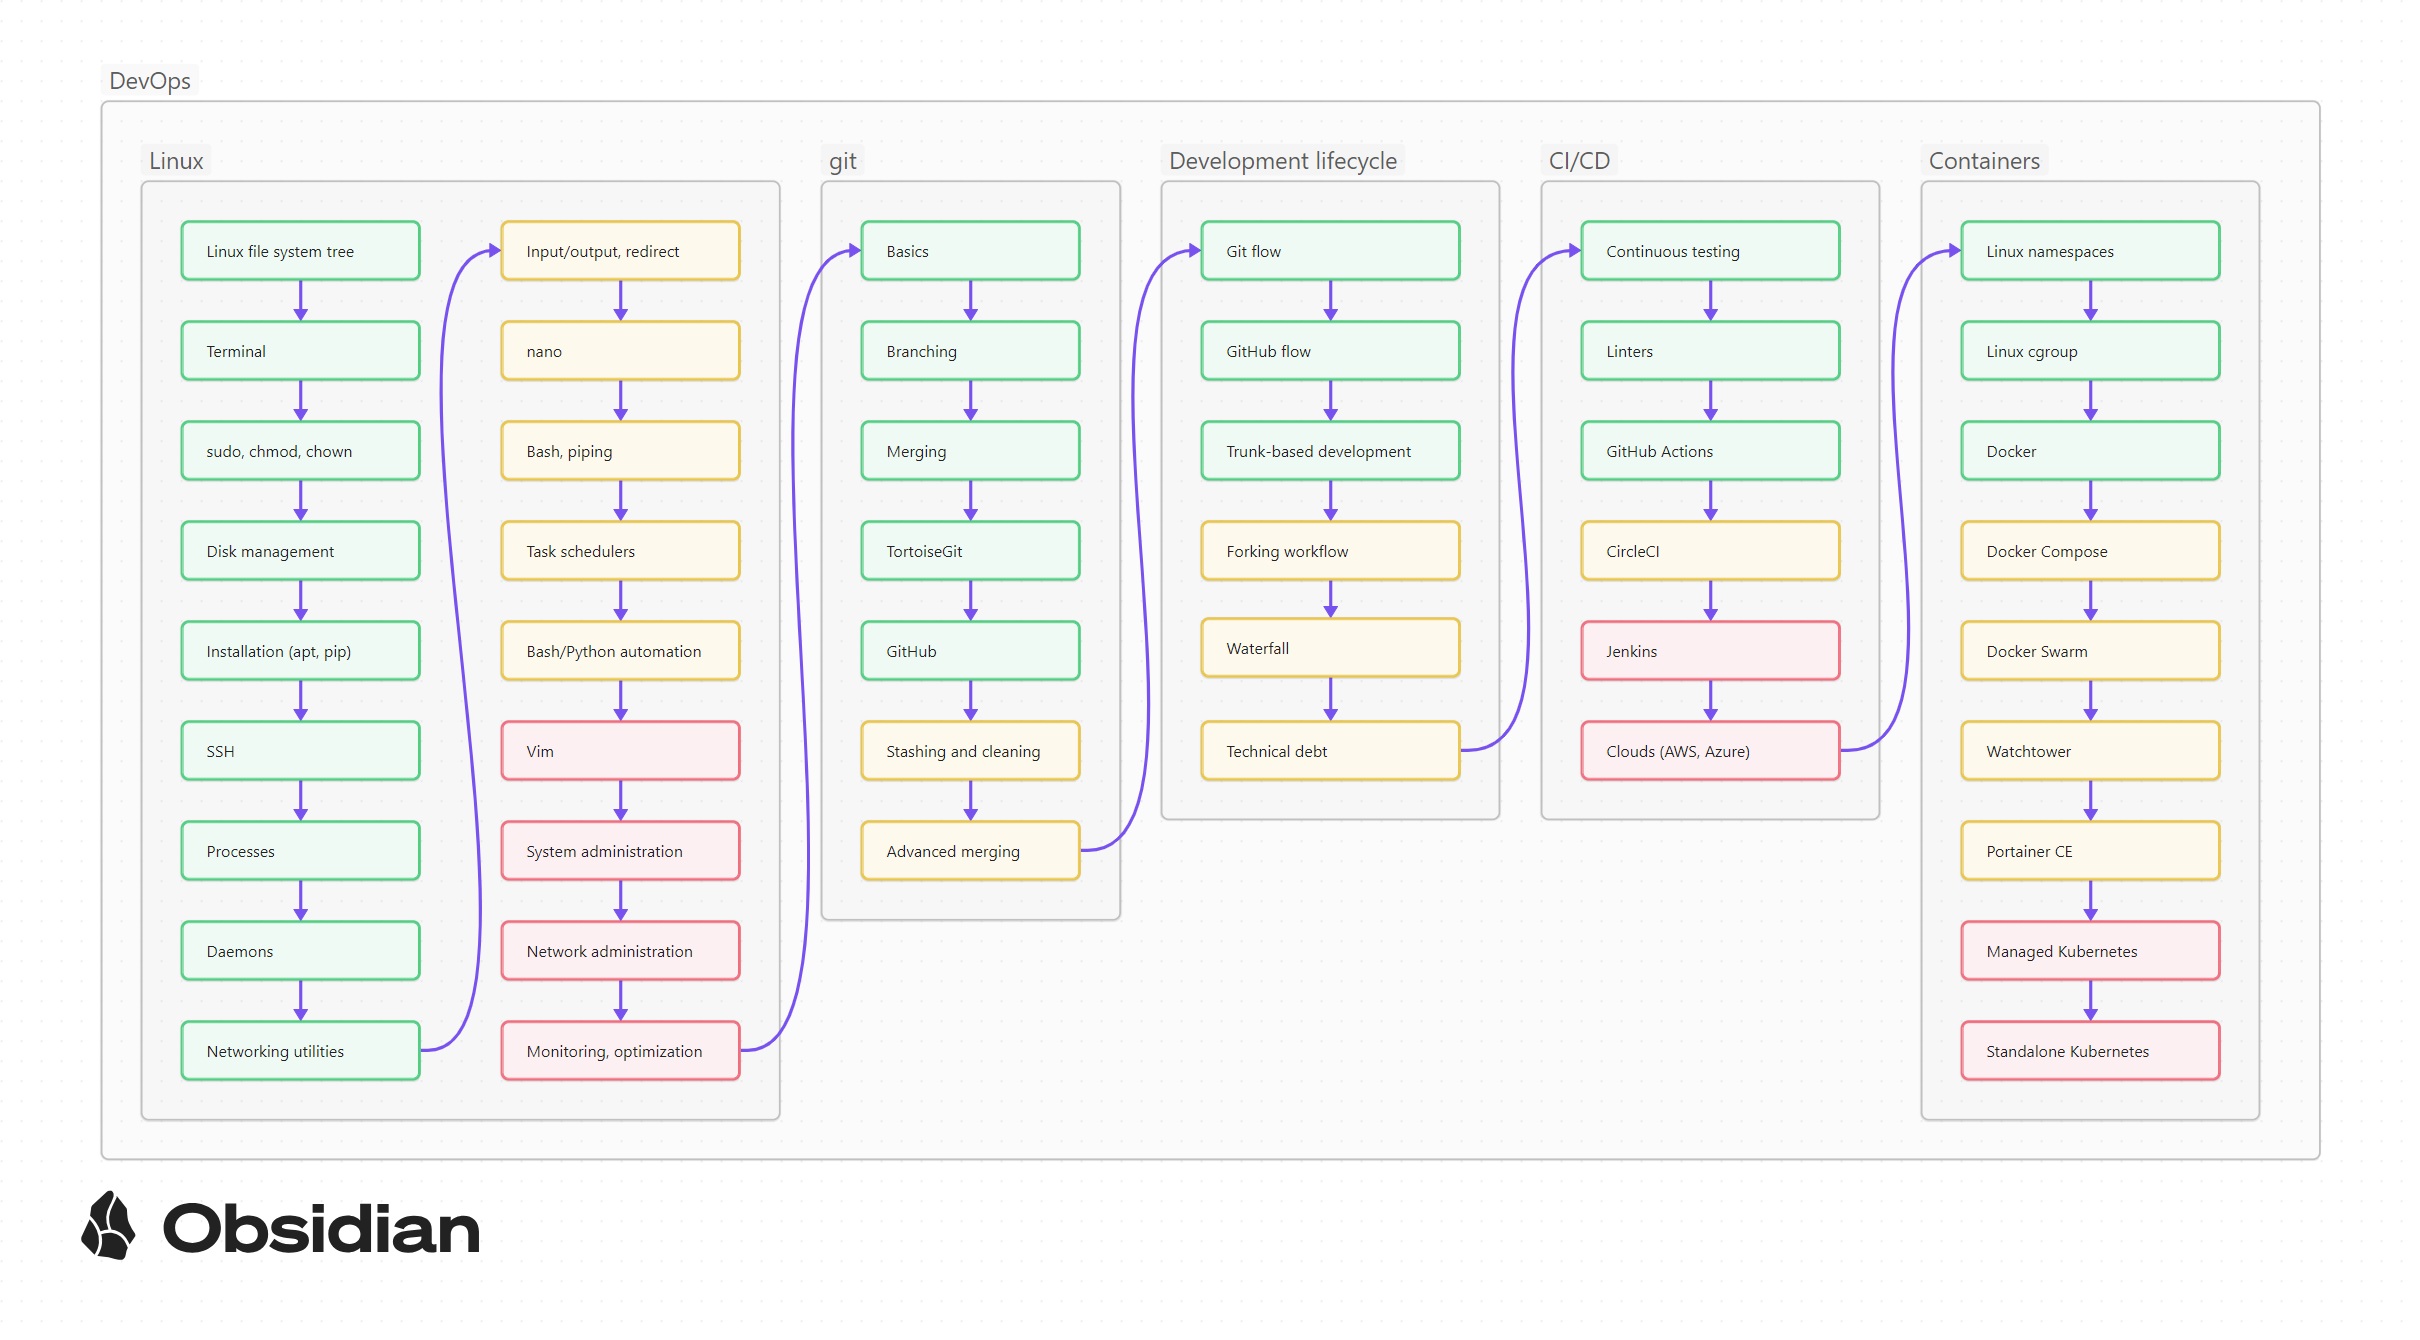 DevOps
Linux
Linux file system tree
Terminal
sudo, chmod, chown
Disk management
Installation (apt, pip)
SSH
Processes
Daemons
Networking utilities
Input/output, redirect
nano
Bash, piping
Task schedulers
Bash/Python automation
Vim
System administration
Network administration
Monitoring, optimization
git
Basics
Branching
Merging
TortoiseGit
GitHub
Stashing and cleaning
Advanced merging
Development lifecycle
Git flow
GitHub flow
Trunk-based development
Forking workflow
Waterfall
Technical debt
CI/CD
Continuous testing
Linters
GitHub Actions
CircleCI
Jenkins
Clouds (AWS, Azure)
Containers
Linux namespaces
Linux cgroup
Docker
Docker Compose
Docker Swarm
Watchtower
Portainer CE
Managed Kubernetes
Standalone Kubernetes
Obsidian